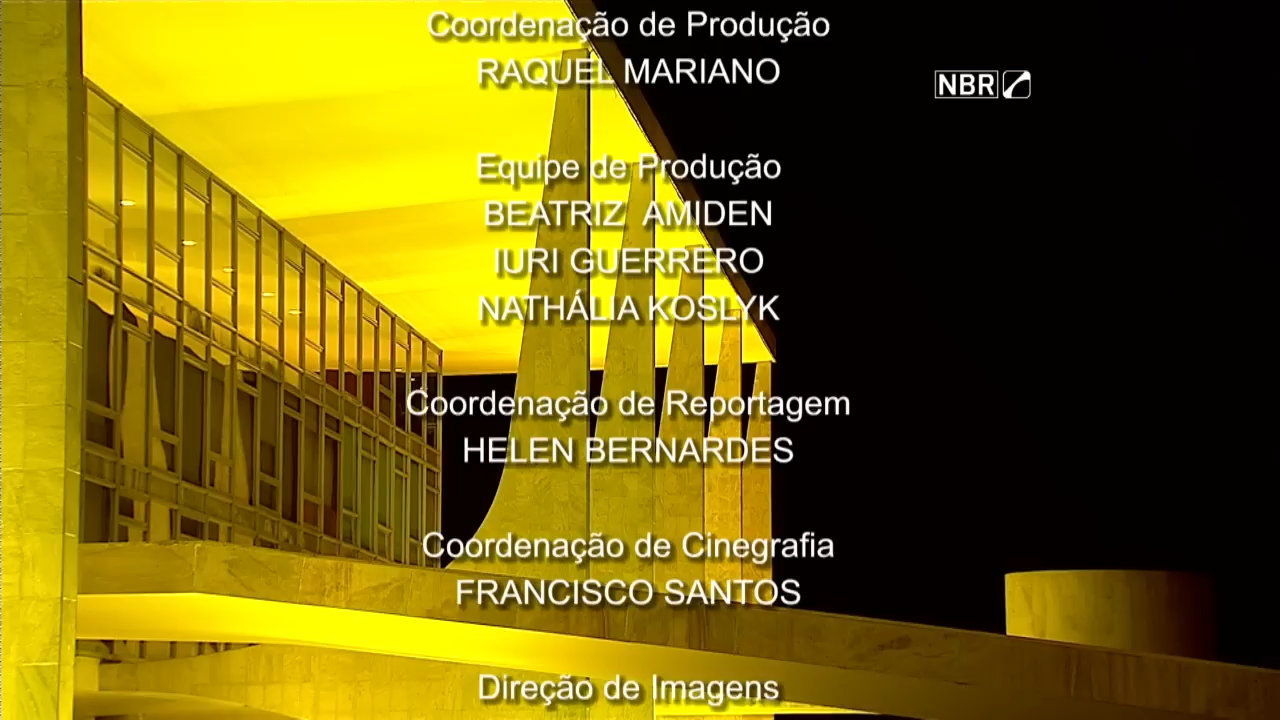 Coordenação de Produção
RAQUEL MARIANO
NBR
Equipe de Produção
BEATRIZ AMIDEN
IURI GUERRERO
NATHÁLIA KOSLYK
Coordenação de Reportagem
HELEN BERNARDES
Coordenação de Cinegrafia
FRANCISCO SANTOS
Direção de Imagens